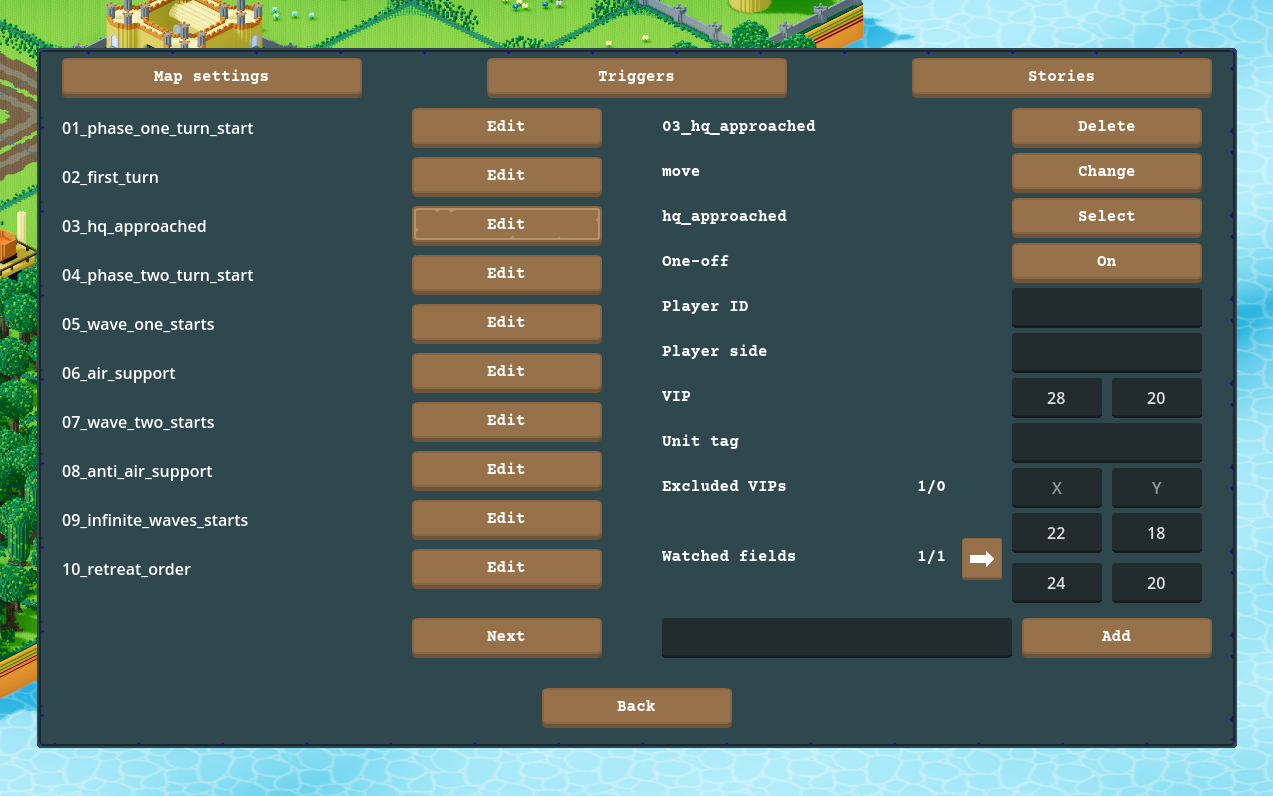 Map settings Triggers Stories
01_phase_one_turn_start Edit 03_hq_approached Delete
02_first_turn Edit move Change
03_hq_approached Edit hq_approached Select
04_phase_two_turn_start Edit One-off On
05_wave_one_starts Edit Player ID
06_air_support Edit Player side
07_wave_two_starts Edit VIP 28 20
08_anti_air_support Edit Unit tag
09_infinite_waves_starts Edit Excluded VIPs 1/0 X Y
22 18
10_retreat_order Edit Watched fields 1/1
24 20
Next Add
Back